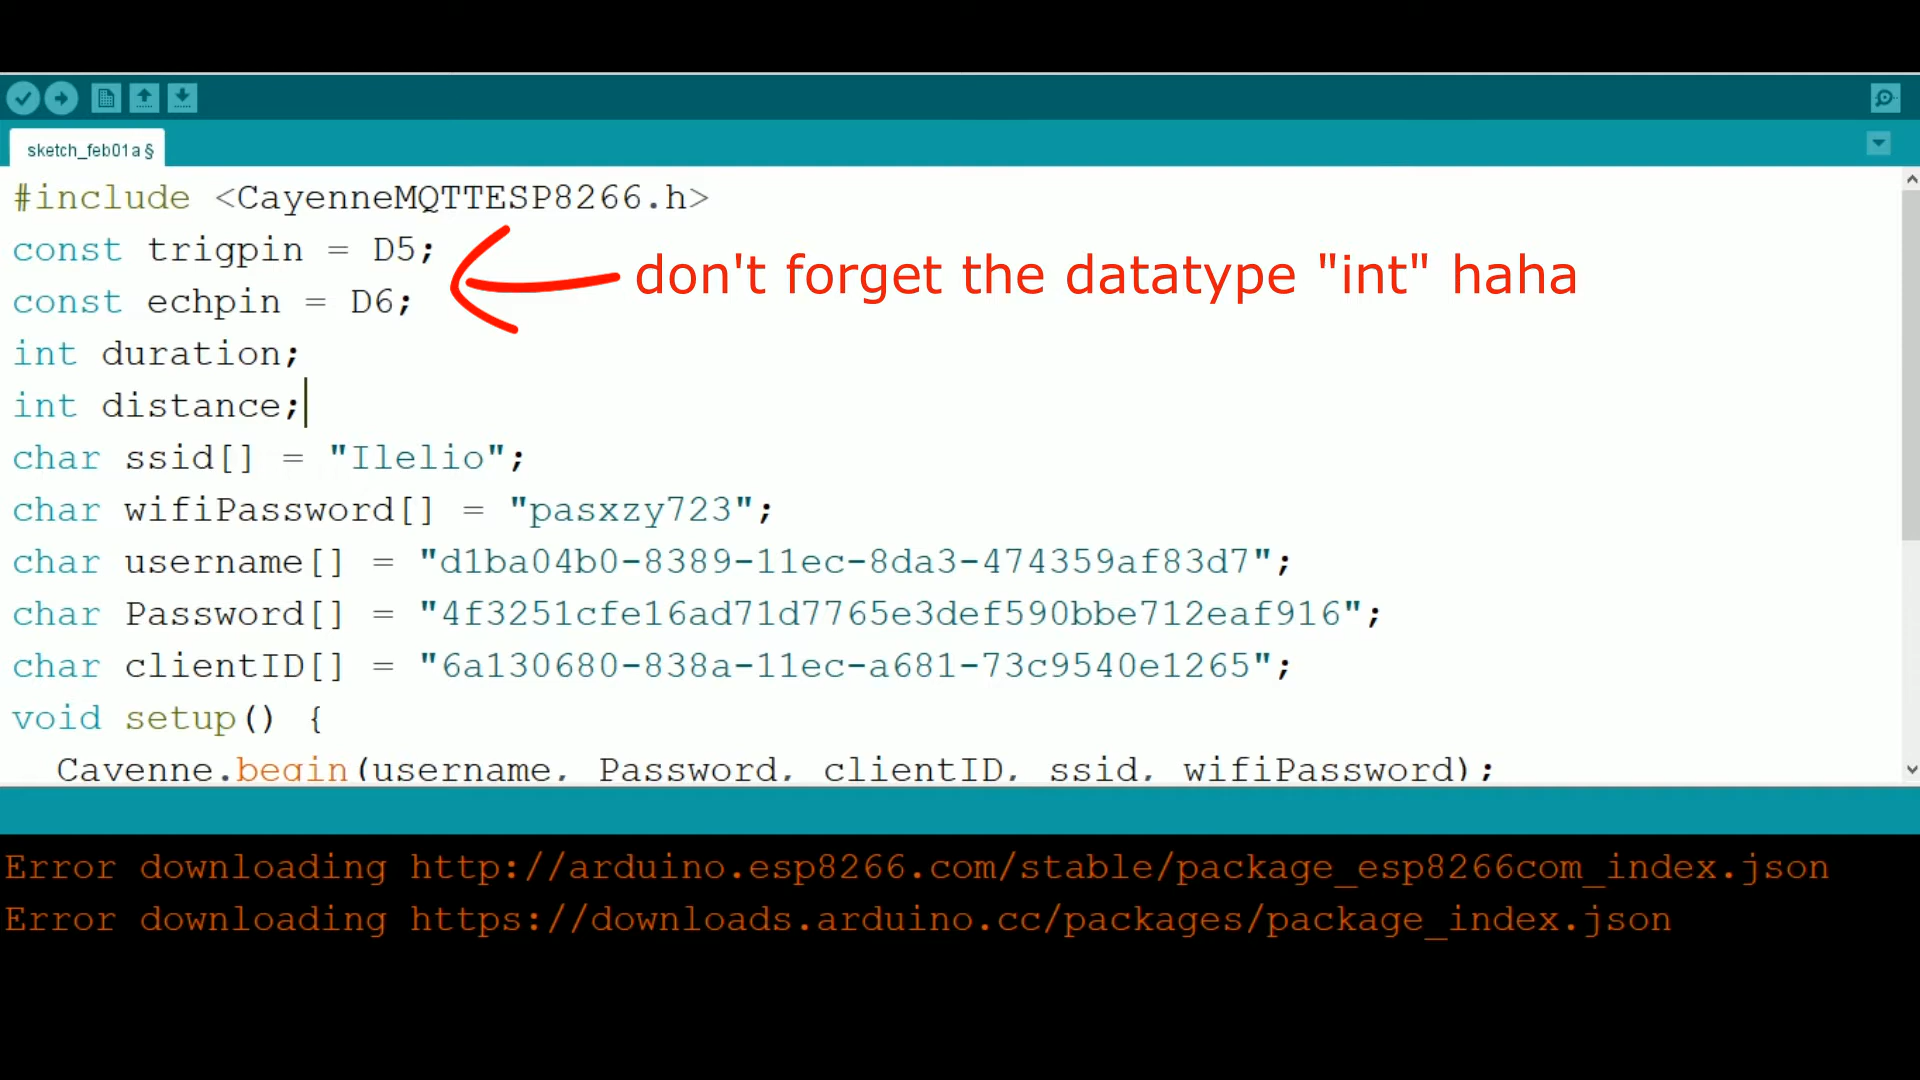 sketch_feb01a §
#include <CayenneMQTTESP8266.h>
const trigpin = D5;
const echpin = D6;
don't forget the datatype "int" haha
int duration;
int distance;
char ssid[] = "Ilelio";
char wifiPassword[] = "pasxzy723";
char username[] = "d1ba04b0-8389-11ec-8da3-474359af83d7";
char Password[] = "4f3251cfe16ad71d7765e3def590bbe712eaf916";
char clientID[] = "6a130680-838a-11ec-a681-73c9540e1265";
void setup() {
Cayenne.begin(username, Password, clientID, ssid, wifiPassword);
Error downloading http://arduino.esp8266.com/stable/package_esp8266com_index.json
Error downloading https://downloads.arduino.cc/packages/package_index.json